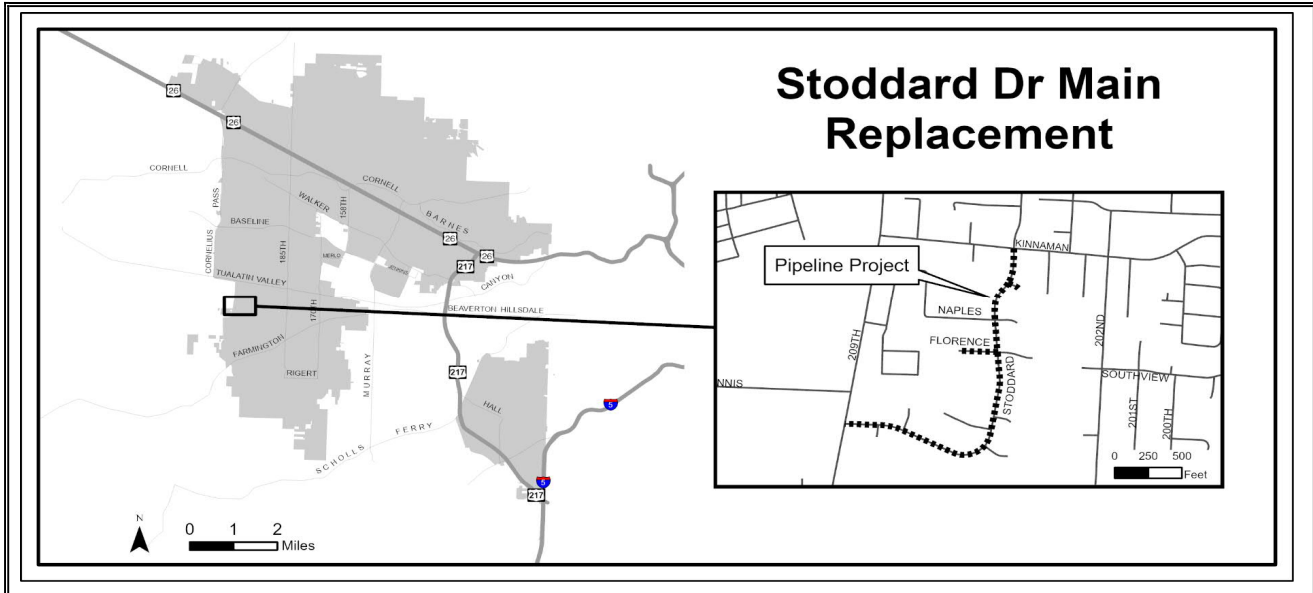 Stoddard Dr Main
Replacement
26
26
CORNELL
CORNELL
PASS
WALKER
158TH
BARNES
BASELINE
26
26
217
CORNELIUS
185TH
MERLO
JENKINS
TUALATIN VALLEY
CANYON
170TH
BEAVERTON HILLSDALE
FARMINGTON
217
RIGERT
MURRAY
HALL
5
SCHOLLS FERRY
5
217
N
0 1 2
Miles
KINNAMAN
Pipeline Project
NAPLES
FLORENCE
209TH
202ND
STODDARD
SOUTHVIEW
NNIS
201ST
200TH
0 250 500
Feet